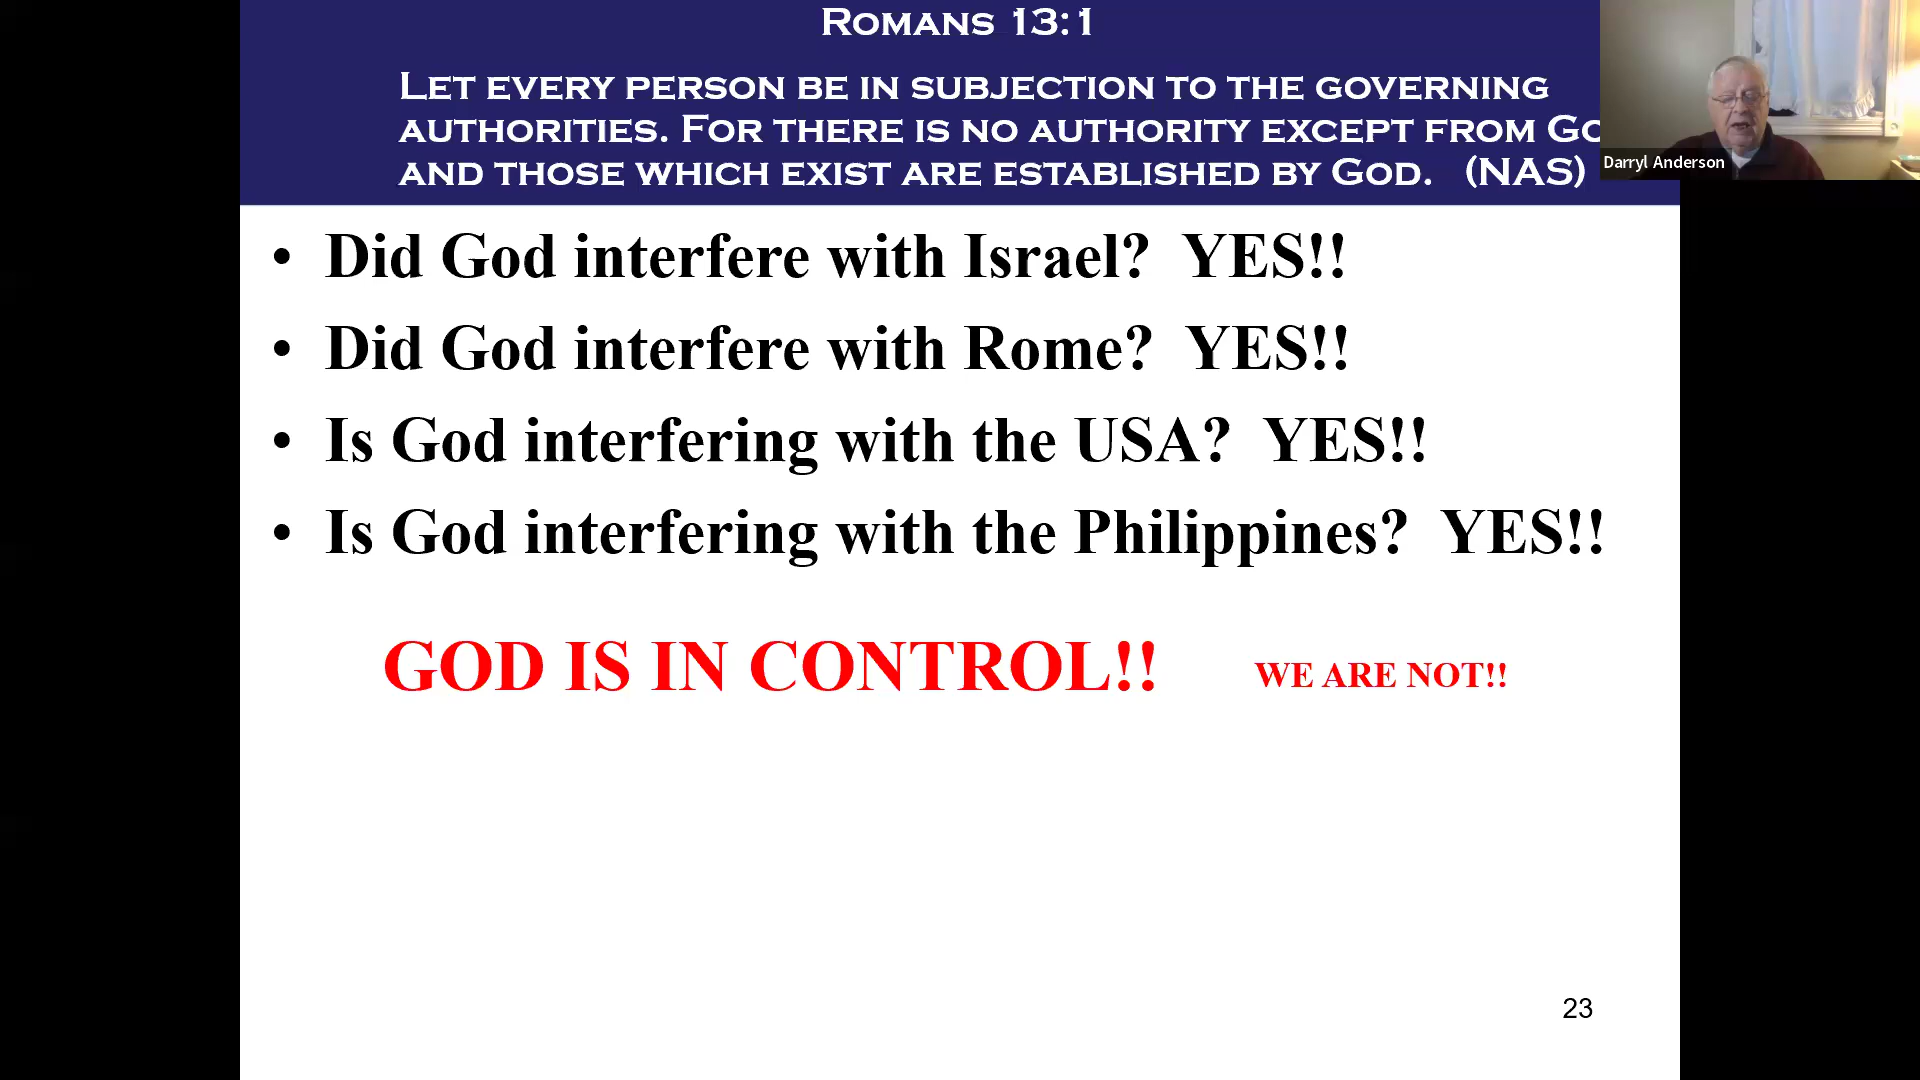 ROMANS 13:1
LET EVERY PERSON BE IN SUBJECTION TO THE GOVERNING
AUTHORITIES. FOR THERE IS NO AUTHORITY EXCEPT FROM
AND THOSE WHICH EXIST ARE ESTABLISHED BY GOD. (NAS)
Darryl Anderson
• Did God interfere with Israel? YES!!
• Did God interfere with Rome? YES!!
• Is God interfering with the USA? YES!!
• Is God interfering with the Philippines? YES!!
GOD IS IN CONTROL!! WE ARE NOT!!
23